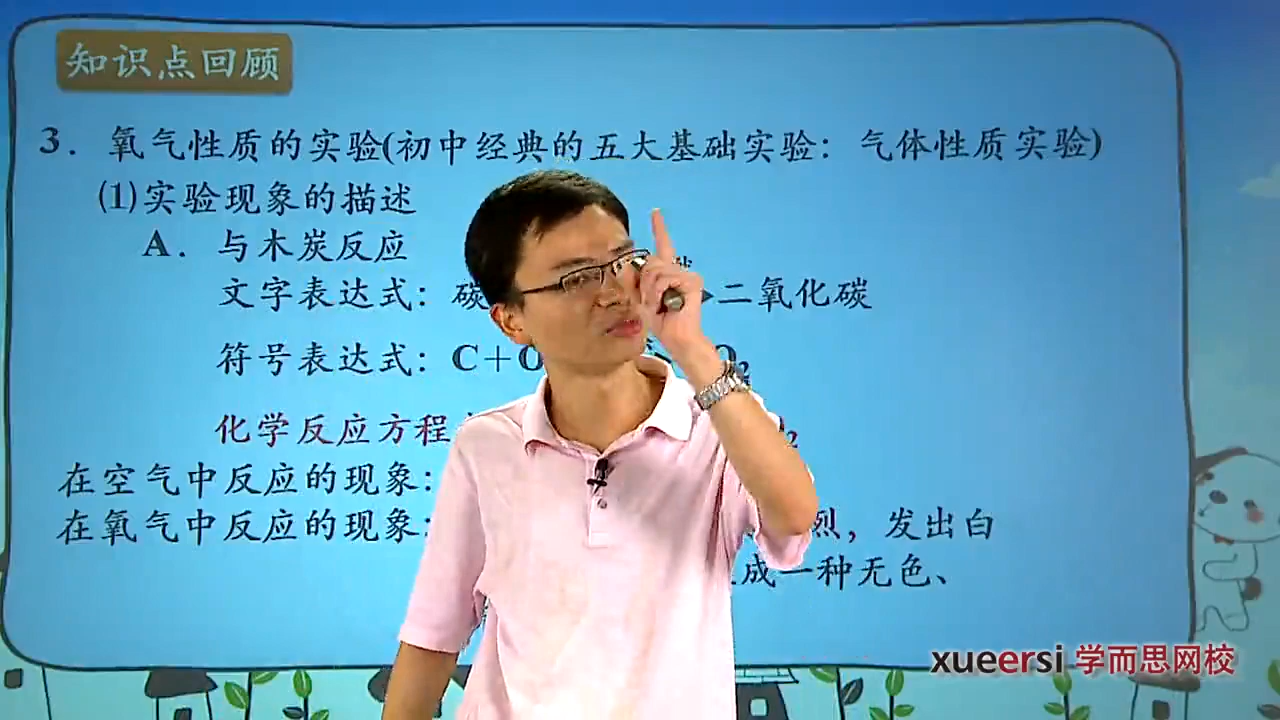 知识点回顾
3. 氧气性质的实验(初中经典的五大基础实验：气体性质实验)
(1)实验现象的描述
A. 与木炭反应
文字表达式：碳 二氧化碳
符号表达式：C＋O O₂
化学反应方程 ₂
在空气中反应的现象：
在氧气中反应的现象： 烈，发出白
成一种无色、
xueersi 学而思网校